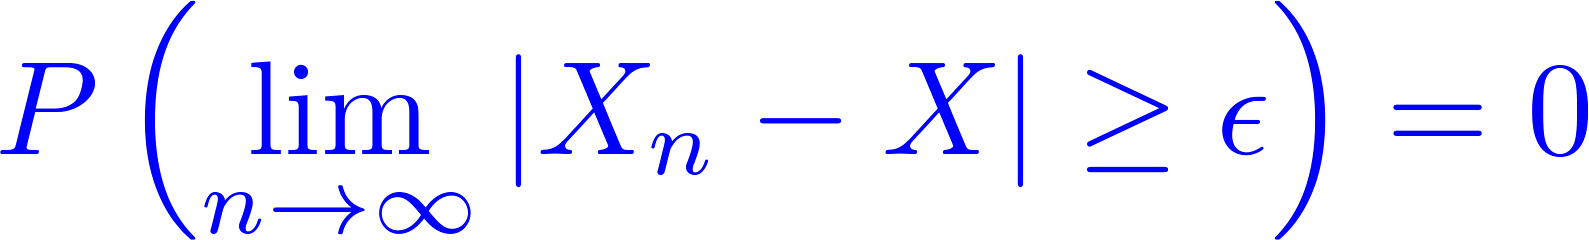 P ( lim_{n→∞} |X_n − X| ≥ ϵ ) = 0